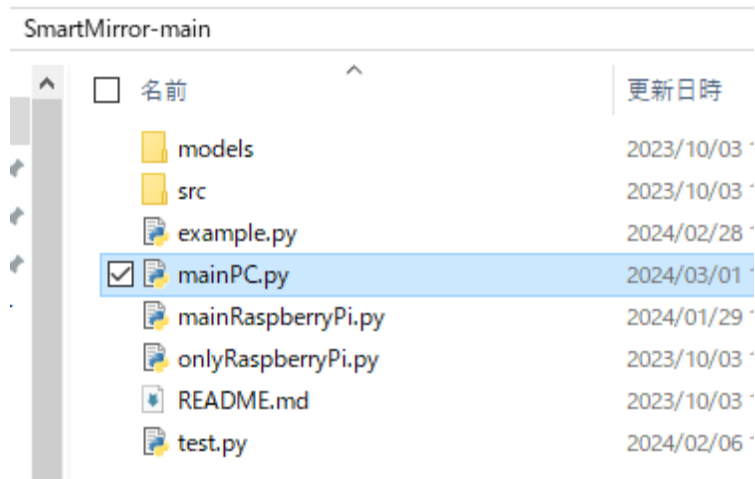 SmartMirror-main
名前 更新日時
models 2023/10/03
src 2023/10/03
example.py 2024/02/28
mainPC.py 2024/03/01
mainRaspberryPi.py 2024/01/29
onlyRaspberryPi.py 2023/10/03
README.md 2023/10/03
test.py 2024/02/06